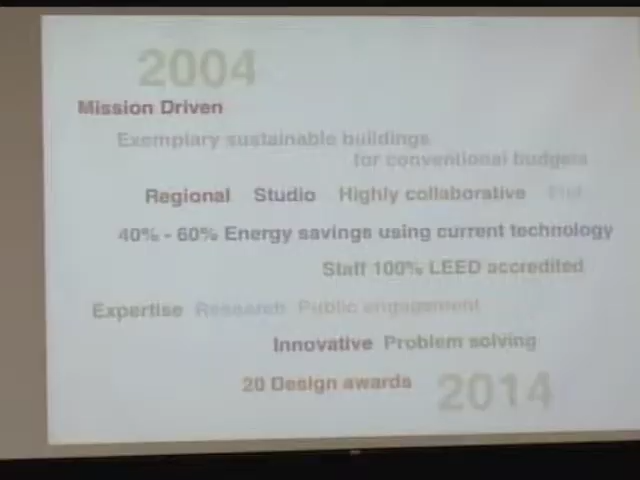 2004
Mission Driven
Exemplary sustainable buildings
for conventional budgets
Regional Studio Highly collaborative
40% - 60% Energy savings using current technology
Staff 100% LEED accredited
Expertise Research Public engagement
Innovative Problem solving
20 Design awards
2014